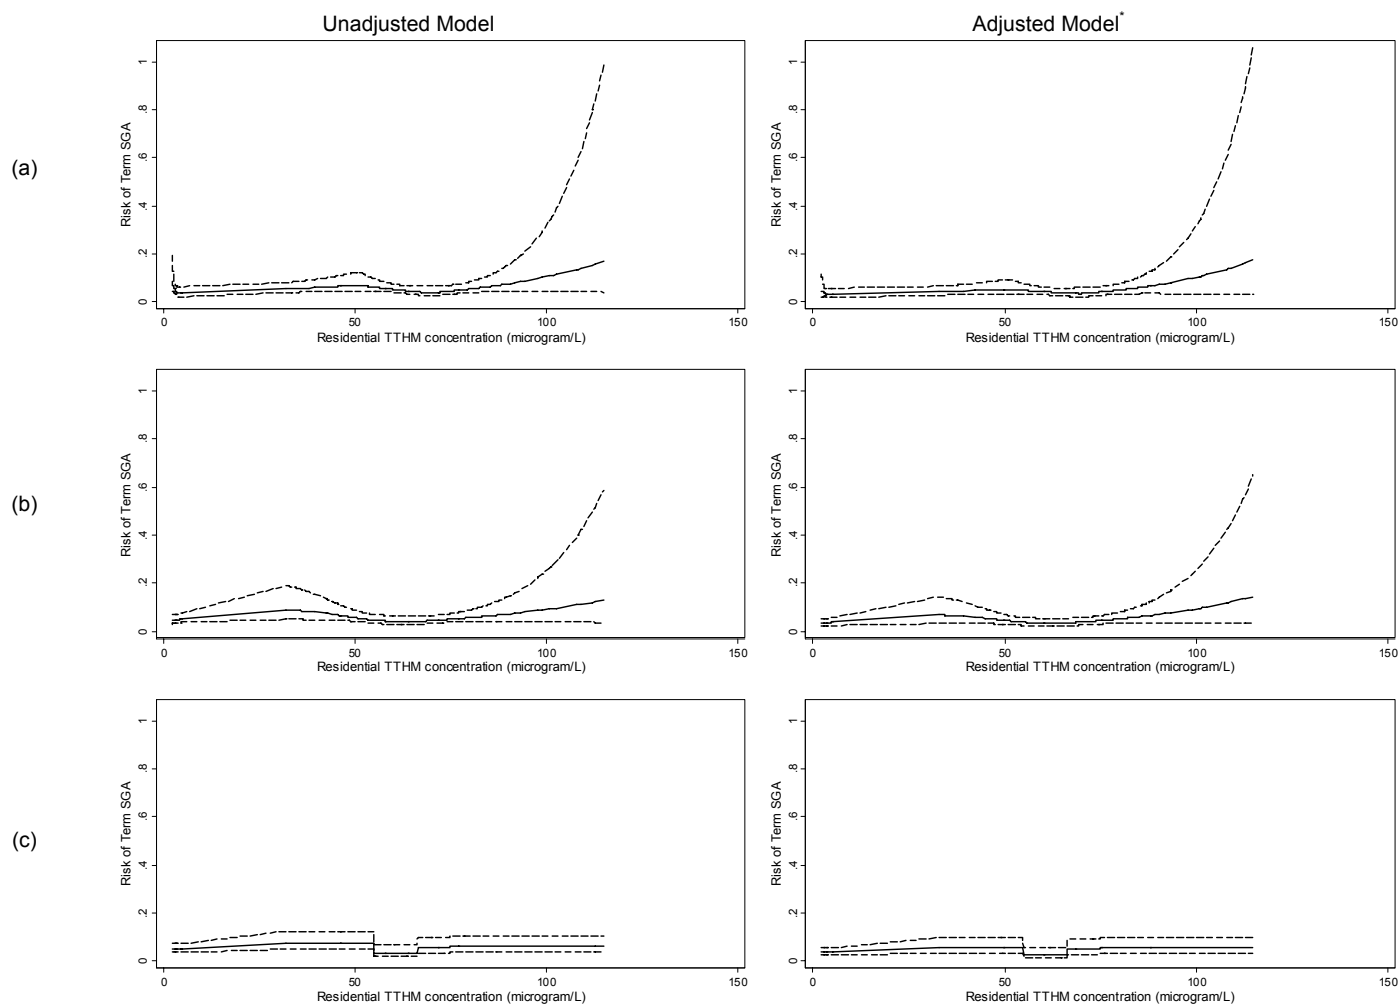 Unadjusted Model
Adjusted Model*
(a)
Risk of Term SGA
0 .2 .4 .6 .8 1
0 50 100 150
Residential TTHM concentration (microgram/L)
Risk of Term SGA
0 .2 .4 .6 .8 1
0 50 100 150
Residential TTHM concentration (microgram/L)
(b)
Risk of Term SGA
0 .2 .4 .6 .8 1
0 50 100 150
Residential TTHM concentration (microgram/L)
Risk of Term SGA
0 .2 .4 .6 .8 1
0 50 100 150
Residential TTHM concentration (microgram/L)
(c)
Risk of Term SGA
0 .2 .4 .6 .8 1
0 50 100 150
Residential TTHM concentration (microgram/L)
Risk of Term SGA
0 .2 .4 .6 .8 1
0 50 100 150
Residential TTHM concentration (microgram/L)